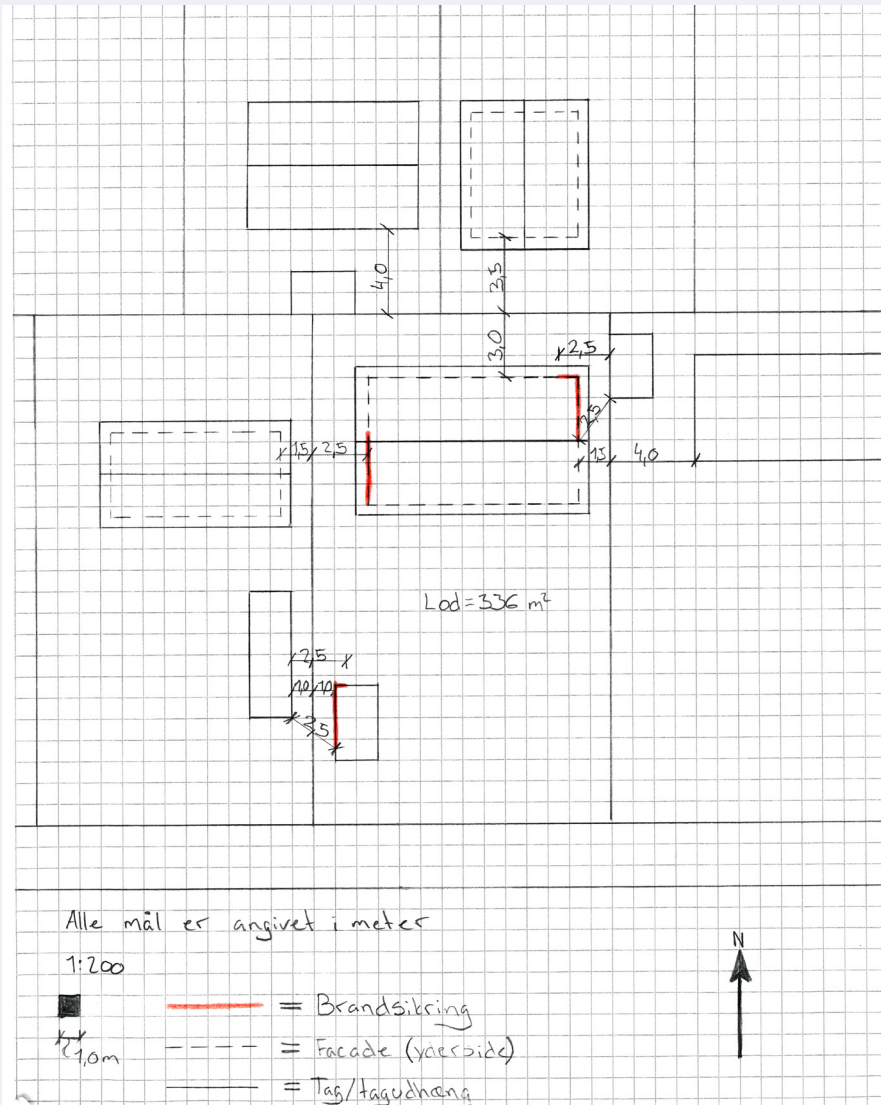 4,0
3,5
3,0
2,5
2,5
1,5 2,5
1,5 4,0
Lod=336 m²
2,5
1,0 1,0
2,5
Alle mål er angivet i meter
1:200
1,0m
= Brandsikring
= Facade (yderside)
= Tag/tagudhæng
N